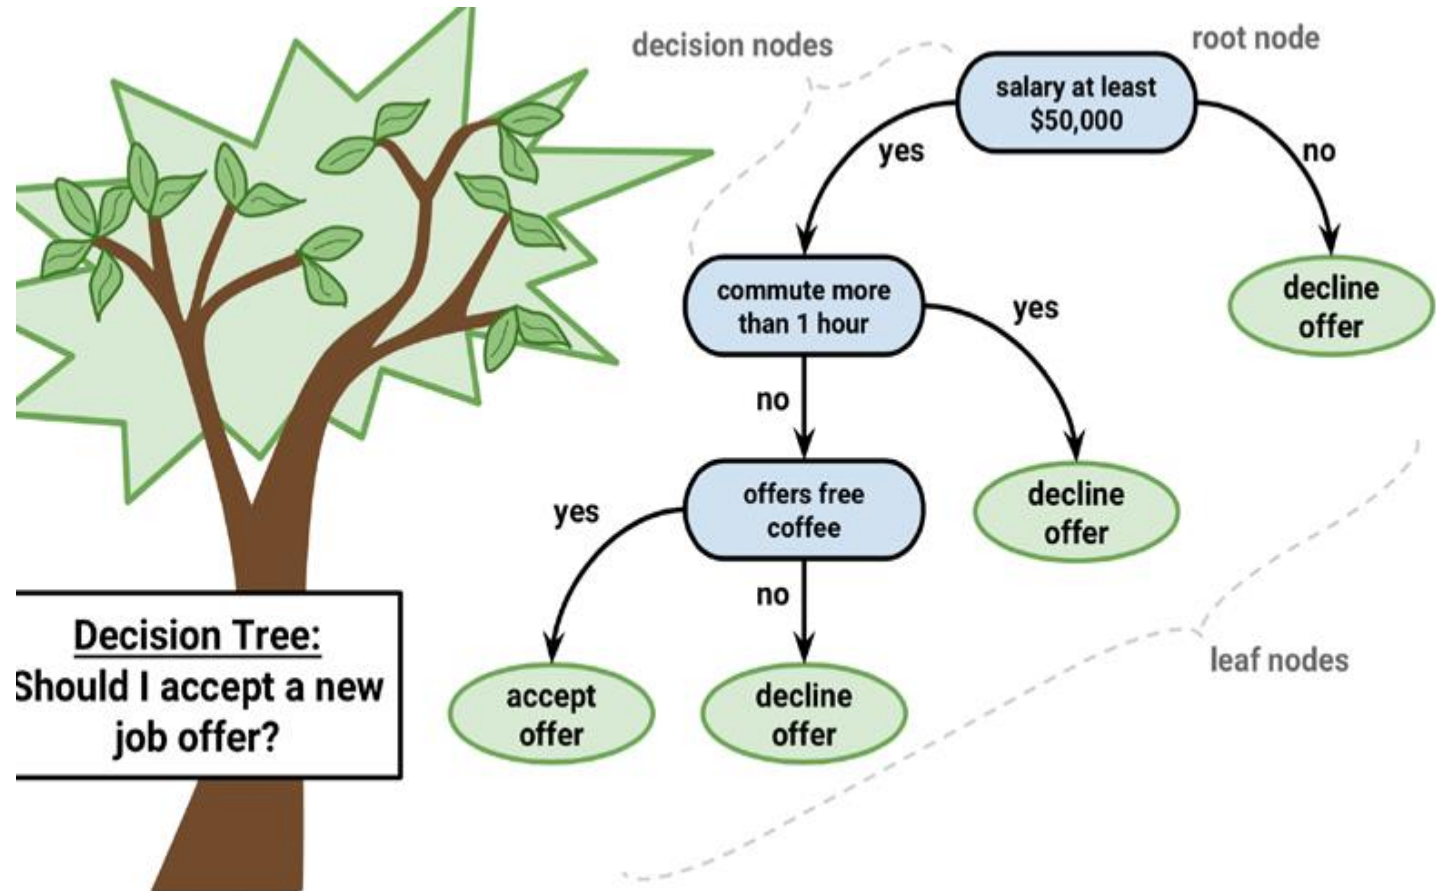 decision nodes
root node
salary at least
$50,000
yes
no
commute more
than 1 hour
yes
decline
offer
no
offers free
coffee
yes
decline
offer
no
accept
offer
decline
offer
leaf nodes
Decision Tree:
Should I accept a new
job offer?